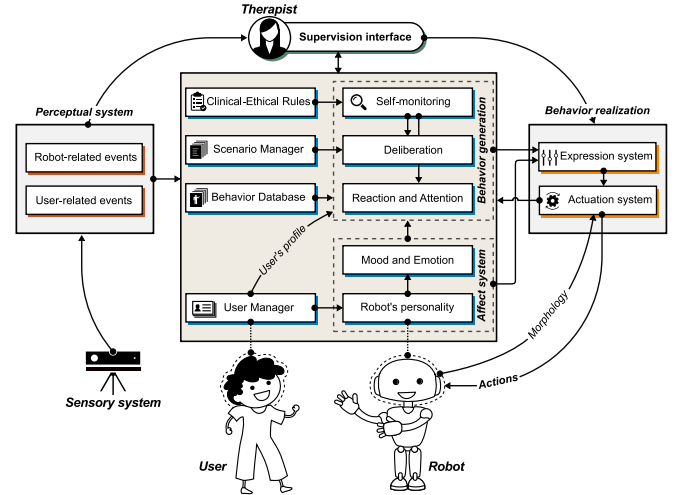 Therapist
Supervision interface
Perceptual system
Robot-related events
User-related events
Clinical-Ethical Rules
Scenario Manager
Behavior Database
User Manager
User's profile
Self-monitoring
Deliberation
Reaction and Attention
Behavior generation
Mood and Emotion
Robot's personality
Affect system
Behavior realization
Expression system
Actuation system
Morphology
Actions
Sensory system
User
Robot